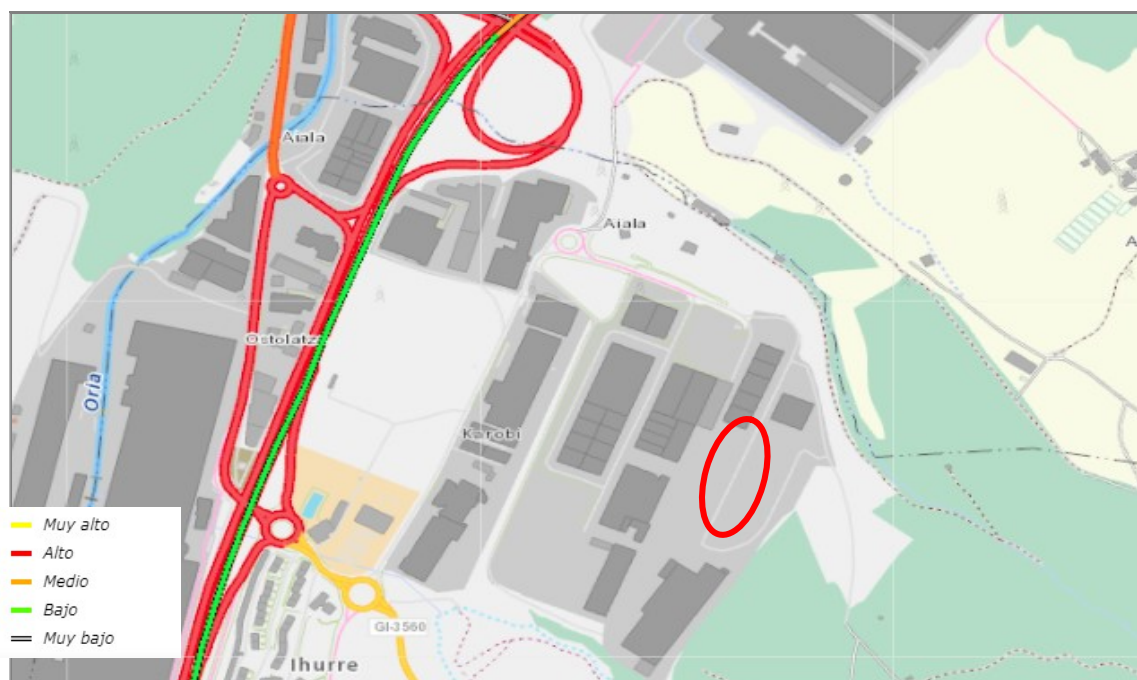 Aiala
Aiala
A
Ostolatza
Oria
Karobi
Muy alto
Alto
Medio
Bajo
Muy bajo
GI-3560
Ihurre